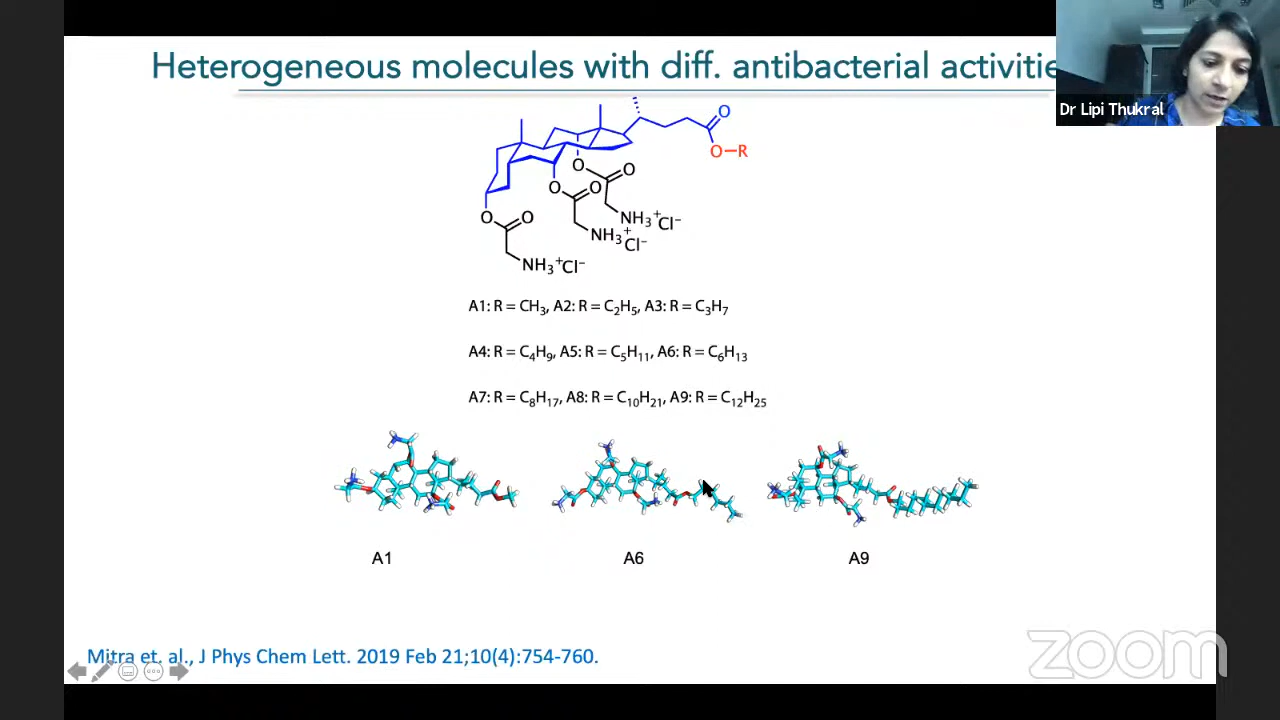 Heterogeneous molecules with diff. antibacterial activitie
Dr Lipi Thukral
O
O–R
O
O
O
O
O
O
NH₃⁺Cl⁻
NH₃⁺Cl⁻
NH₃⁺Cl⁻
A1: R = CH₃, A2: R = C₂H₅, A3: R = C₃H₇
A4: R = C₄H₉, A5: R = C₅H₁₁, A6: R = C₆H₁₃
A7: R = C₈H₁₇, A8: R = C₁₀H₂₁, A9: R = C₁₂H₂₅
A1
A6
A9
Mitra et. al., J Phys Chem Lett. 2019 Feb 21;10(4):754-760.
zoom